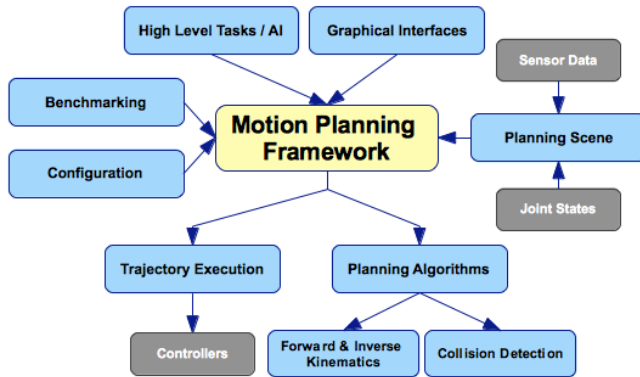 High Level Tasks / AI
Graphical Interfaces
Sensor Data
Benchmarking
Motion Planning
Framework
Planning Scene
Configuration
Joint States
Trajectory Execution
Planning Algorithms
Controllers
Forward & Inverse
Kinematics
Collision Detection